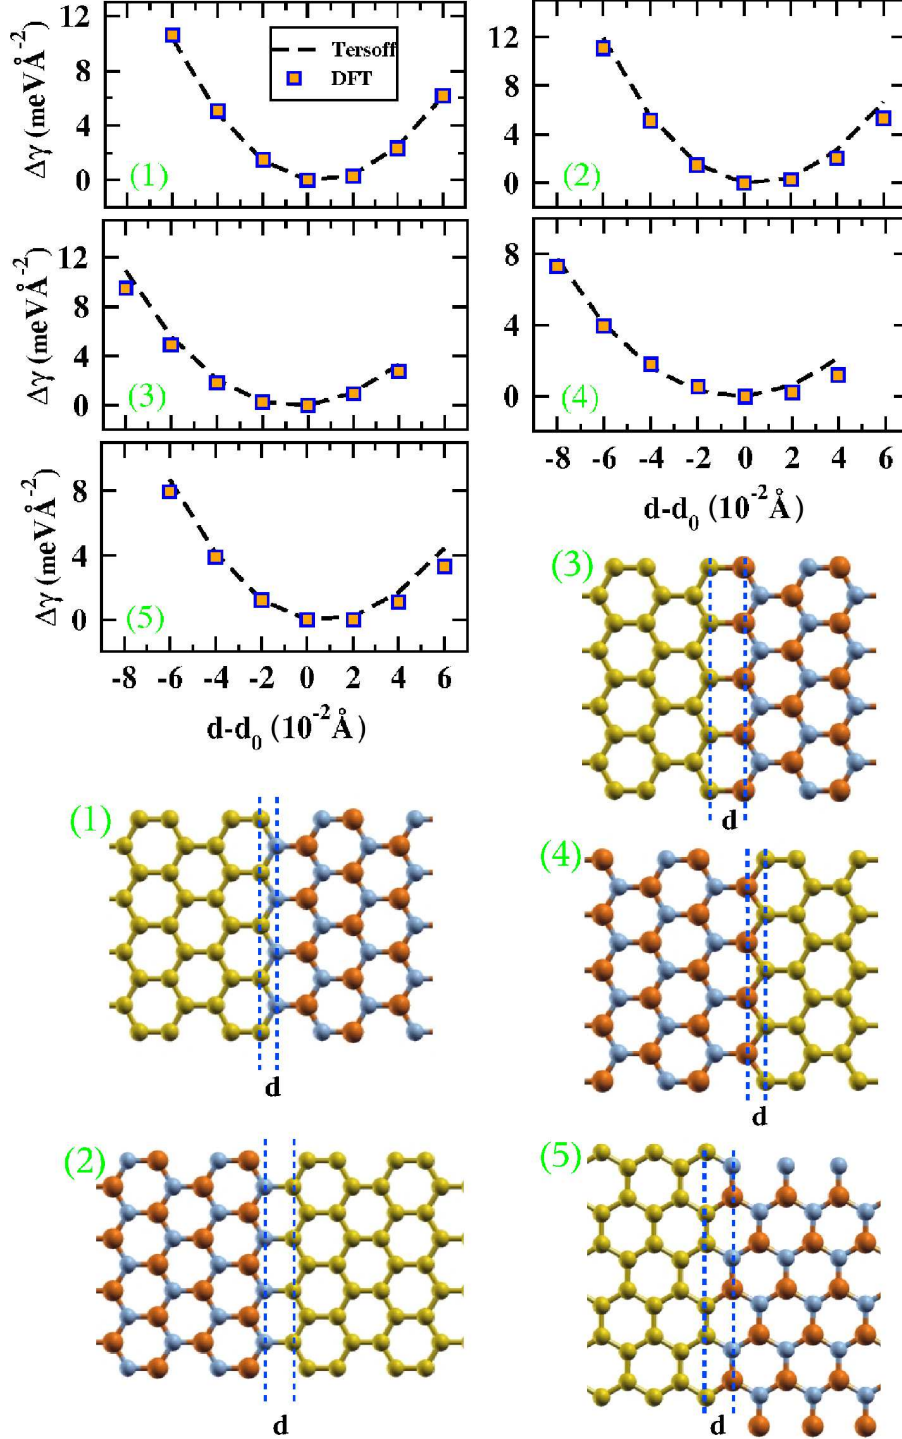 Δγ (meVÅ⁻²)
12
8
4
0
(1)
Tersoff
DFT
12
8
4
0
(2)
Δγ (meVÅ⁻²)
12
8
4
0
(3)
8
4
0
(4)
-8 -6 -4 -2 0 2 4 6
d-d₀ (10⁻² Å)
Δγ (meVÅ⁻²)
8
4
0
(5)
-8 -6 -4 -2 0 2 4 6
d-d₀ (10⁻² Å)
(3)
d
(1)
d
(4)
d
(2)
d
(5)
d